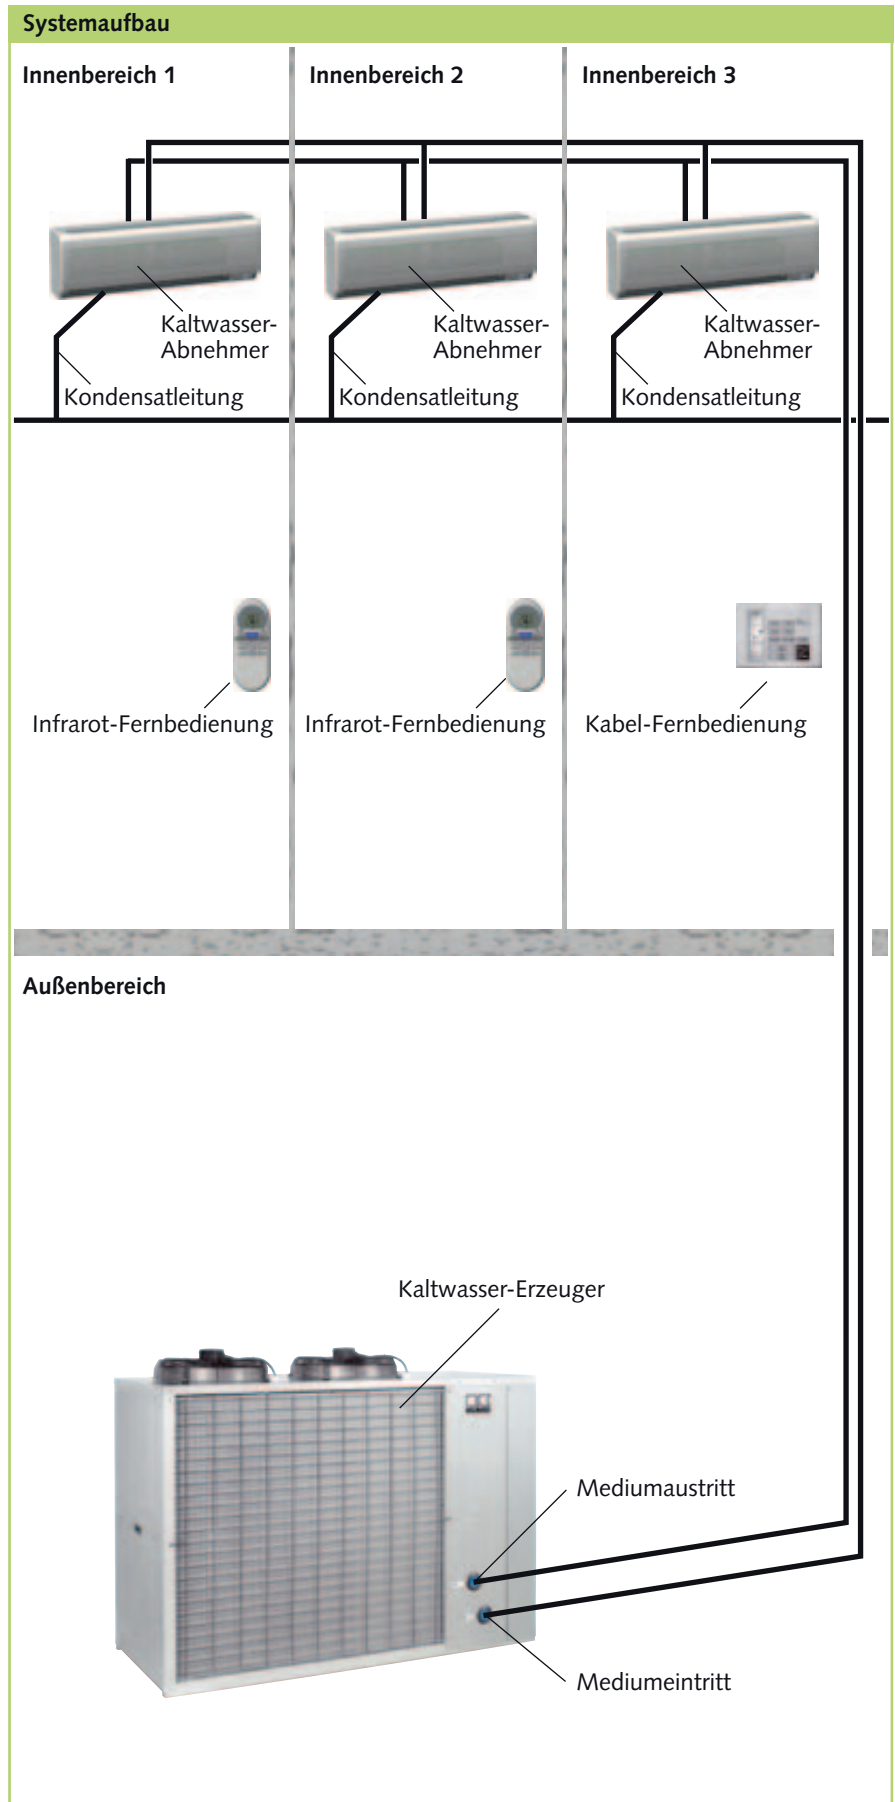 Systemaufbau
Innenbereich 1
Innenbereich 2
Innenbereich 3
Kaltwasser-
Abnehmer
Kaltwasser-
Abnehmer
Kaltwasser-
Abnehmer
Kondensatleitung
Kondensatleitung
Kondensatleitung
Infrarot-Fernbedienung
Infrarot-Fernbedienung
Kabel-Fernbedienung
Außenbereich
Kaltwasser-Erzeuger
Mediumaustritt
Mediumeintritt